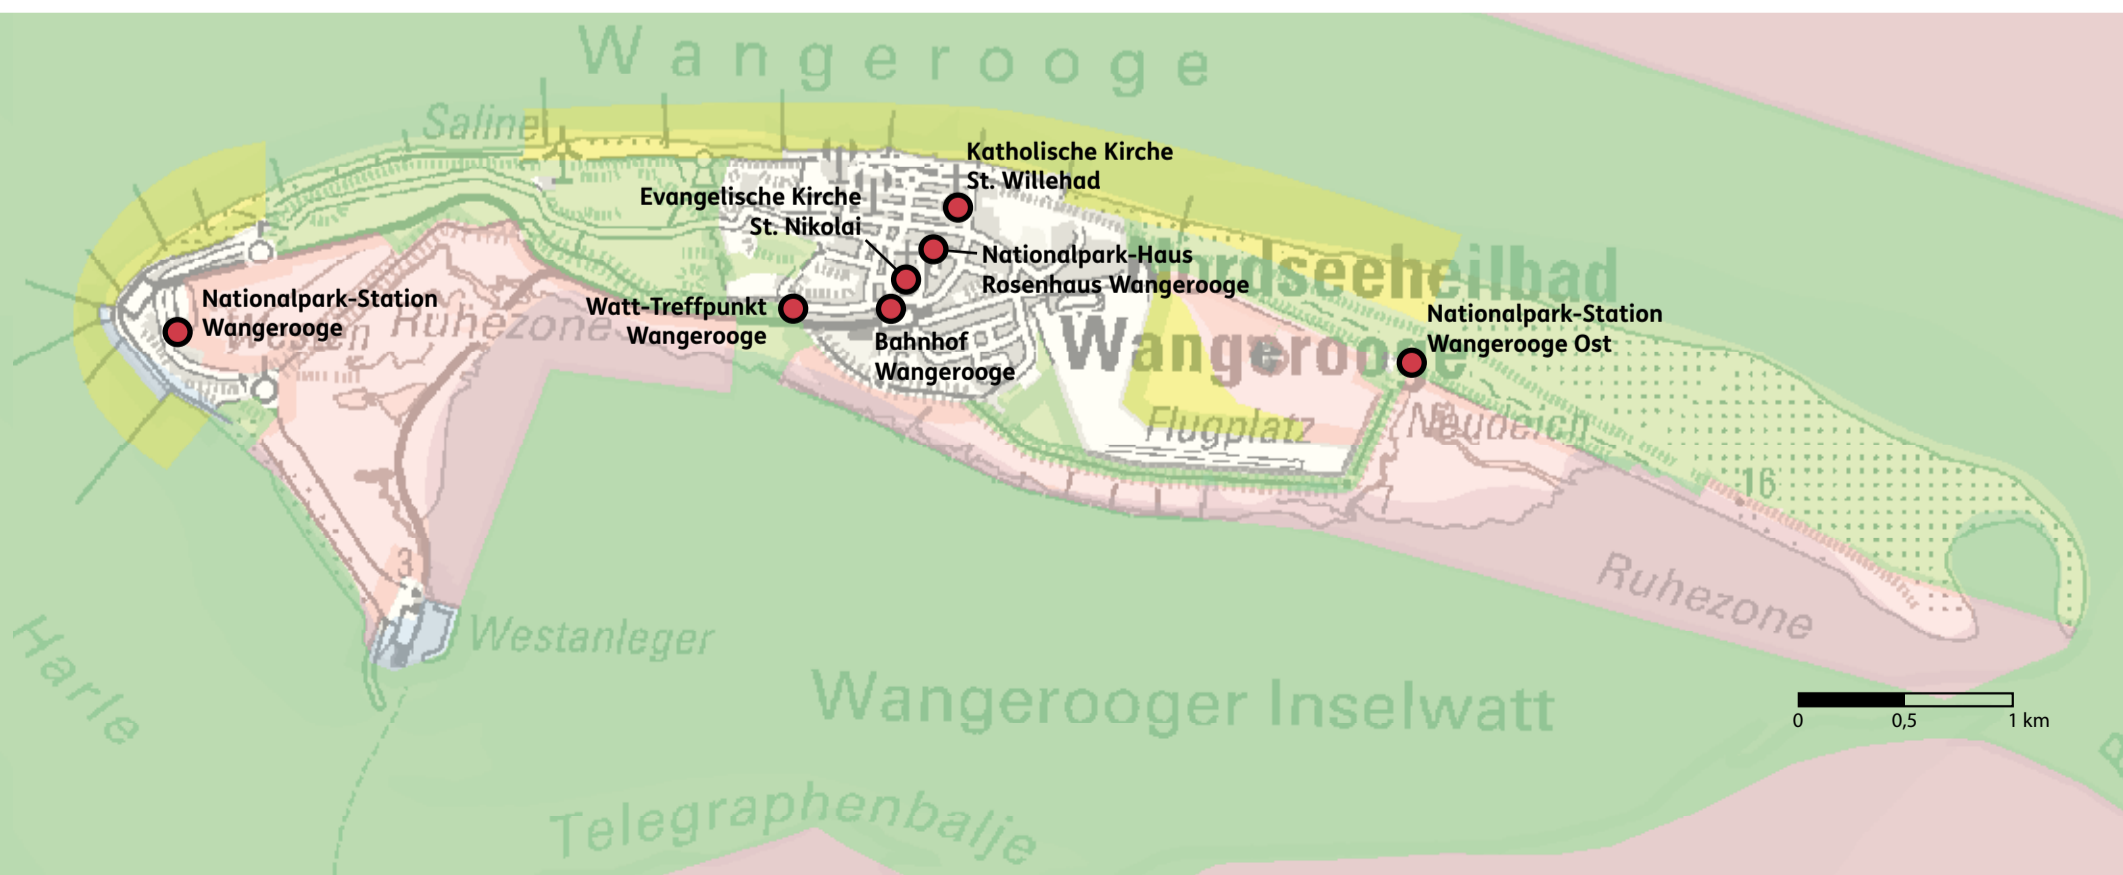 Wangerooge
Saline
Katholische Kirche
St. Willehad
Evangelische Kirche
St. Nikolai
Nationalpark-Haus
Rosenhaus Wangerooge
Nordseeheilbad
Wangerooge
Nationalpark-Station
Wangerooge
Westen
Ruhezone
Watt-Treffpunkt
Wangerooge
Bahnhof
Wangerooge
Nationalpark-Station
Wangerooge Ost
Flugplatz
Neudeich
16
3
Ruhezone
Harle
Westanleger
Wangerooger Inselwatt
0 0,5 1 km
Telegraphenbalje